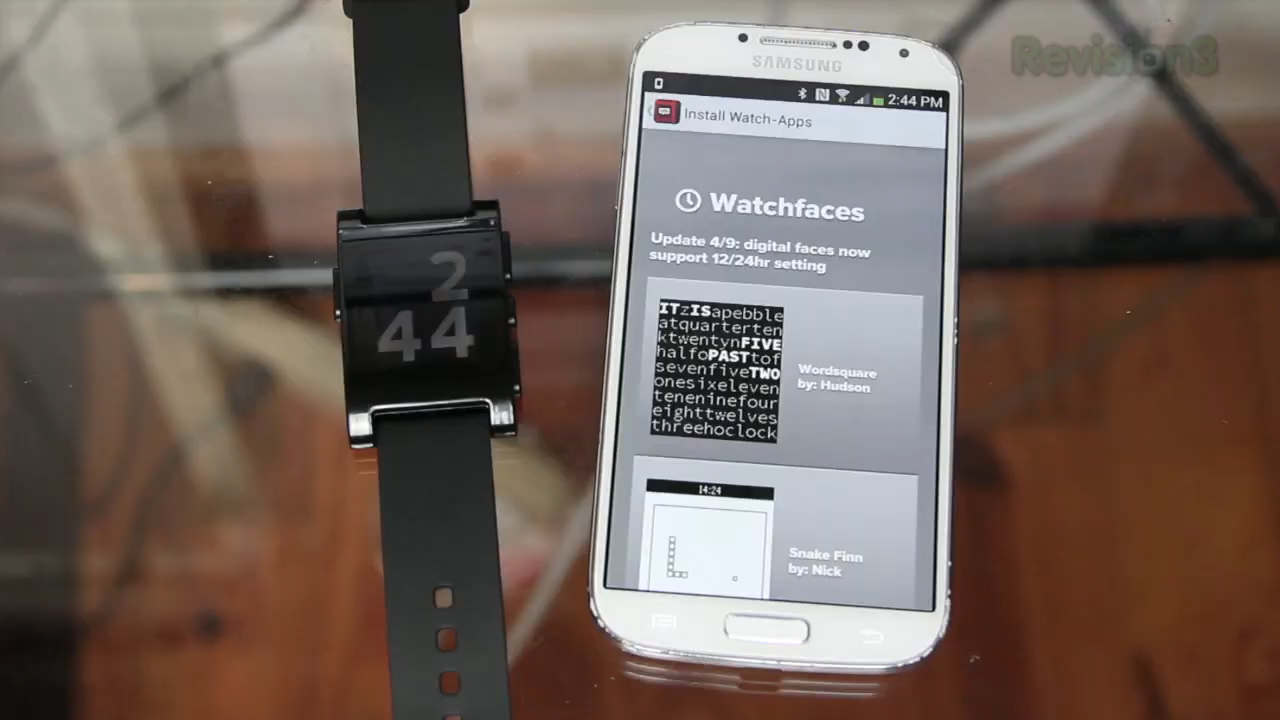 Revision3
SAMSUNG
2:44 PM
Install Watch-Apps
Watchfaces
Update 4/9: digital faces now
support 12/24hr setting
ITzISapebble
atquarterten
ktwentynFIVE
halfoPASTtof
sevenfiveTWO
onesixeleven
teneninefour
eighttwelves
threehoclock
Wordsquare
by: Hudson
14:24
Snake Finn
by: Nick
2
44